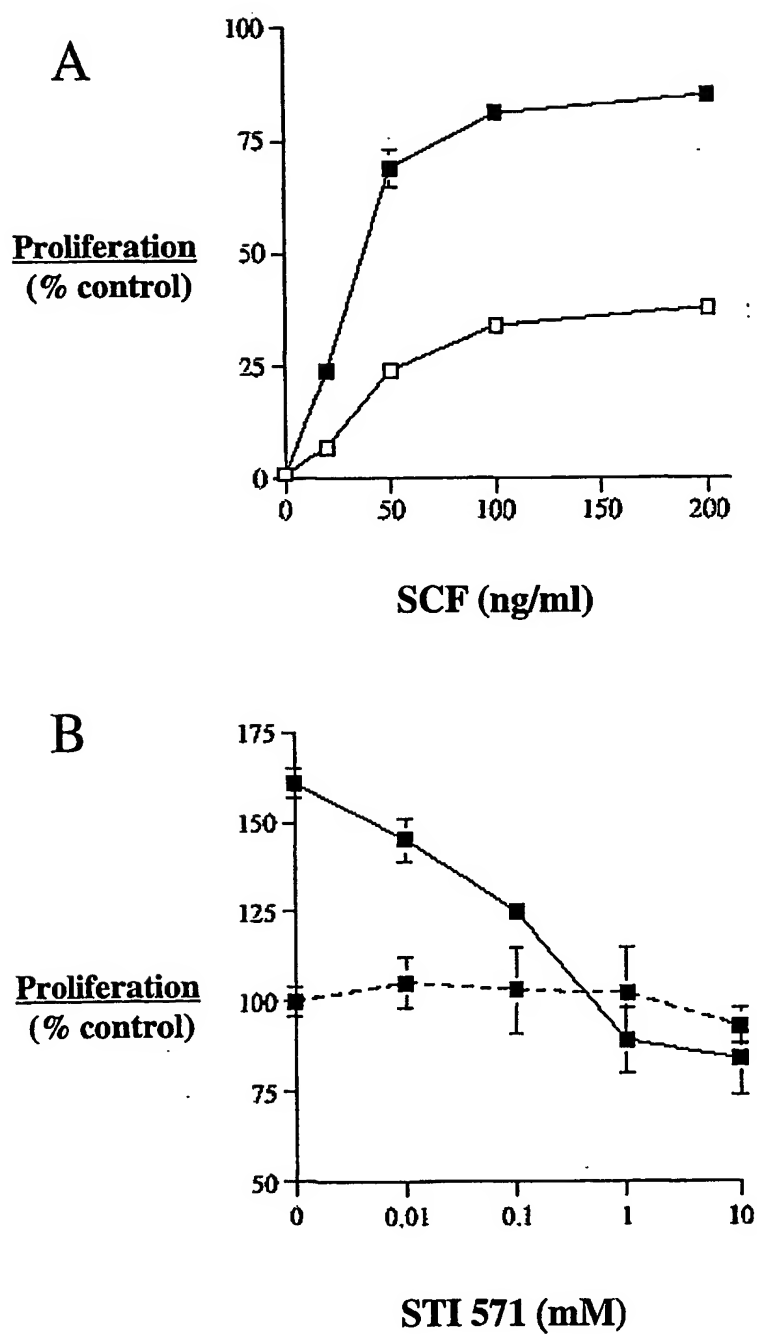 A
100
75
50
25
0
Proliferation
(% control)
0 50 100 150 200
SCF (ng/ml)
B
175
150
125
100
75
50
Proliferation
(% control)
0 0.01 0.1 1 10
STI 571 (mM)